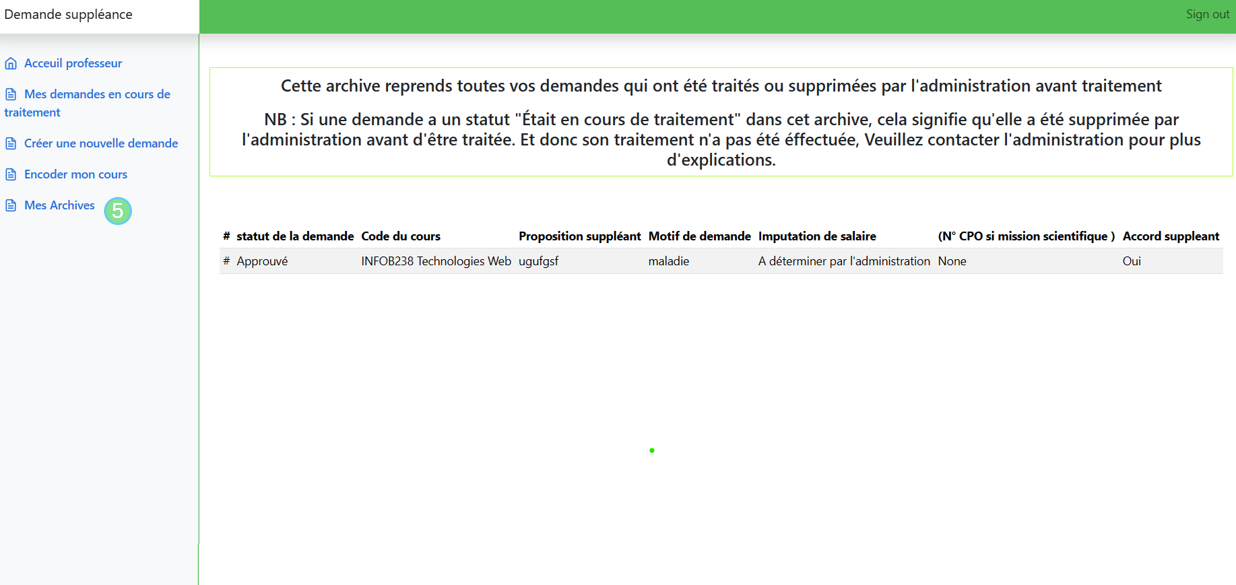 Demande suppléance
Sign out
Acceuil professeur
Mes demandes en cours de
traitement
Créer une nouvelle demande
Encoder mon cours
Mes Archives
5
Cette archive reprends toutes vos demandes qui ont été traités ou supprimées par l'administration avant traitement
NB : Si une demande a un statut "Était en cours de traitement" dans cet archive, cela signifie qu'elle a été supprimée par
l'administration avant d'être traitée. Et donc son traitement n'a pas été éffectuée, Veuillez contacter l'administration pour plus
d'explications.
# statut de la demande Code du cours Proposition suppléant Motif de demande Imputation de salaire (N° CPO si mission scientifique ) Accord suppleant
# Approuvé INFOB238 Technologies Web ugufgsf maladie A déterminer par l'administration None Oui